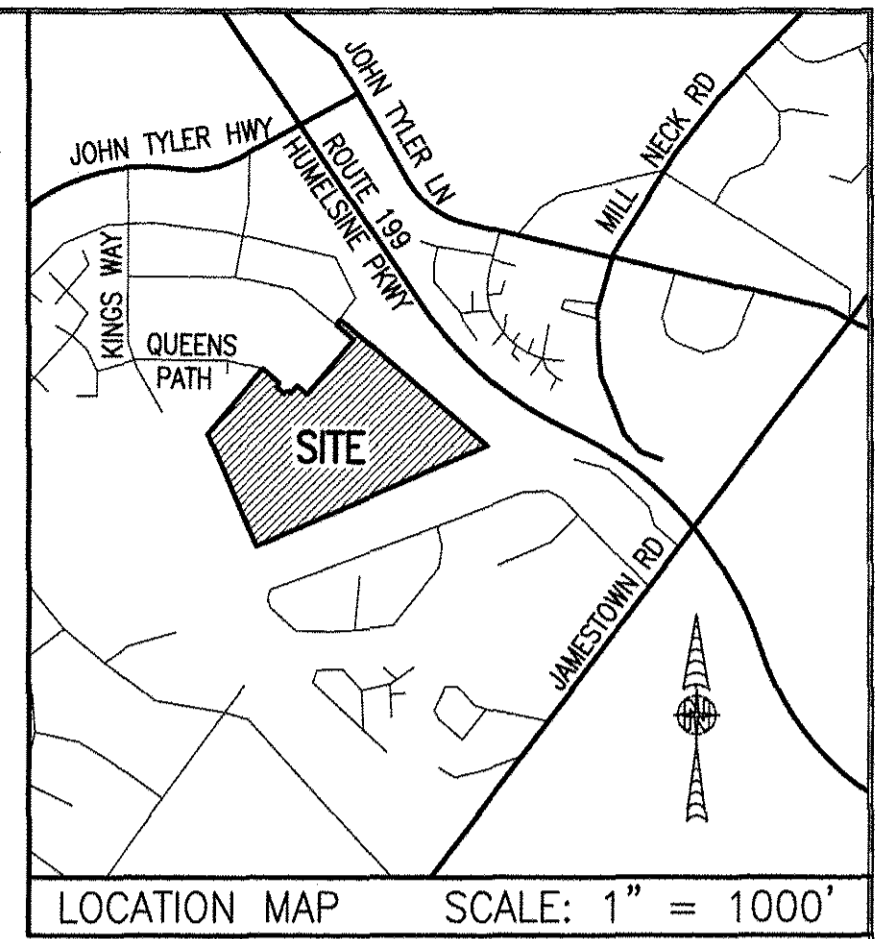 JOHN TYLER HWY
JOHN TYLER LN
ROUTE 199
HUMELSINE PKWY
MILL NECK RD
KINGS WAY
QUEENS
PATH
SITE
JAMESTOWN RD
LOCATION MAP SCALE: 1" = 1000'